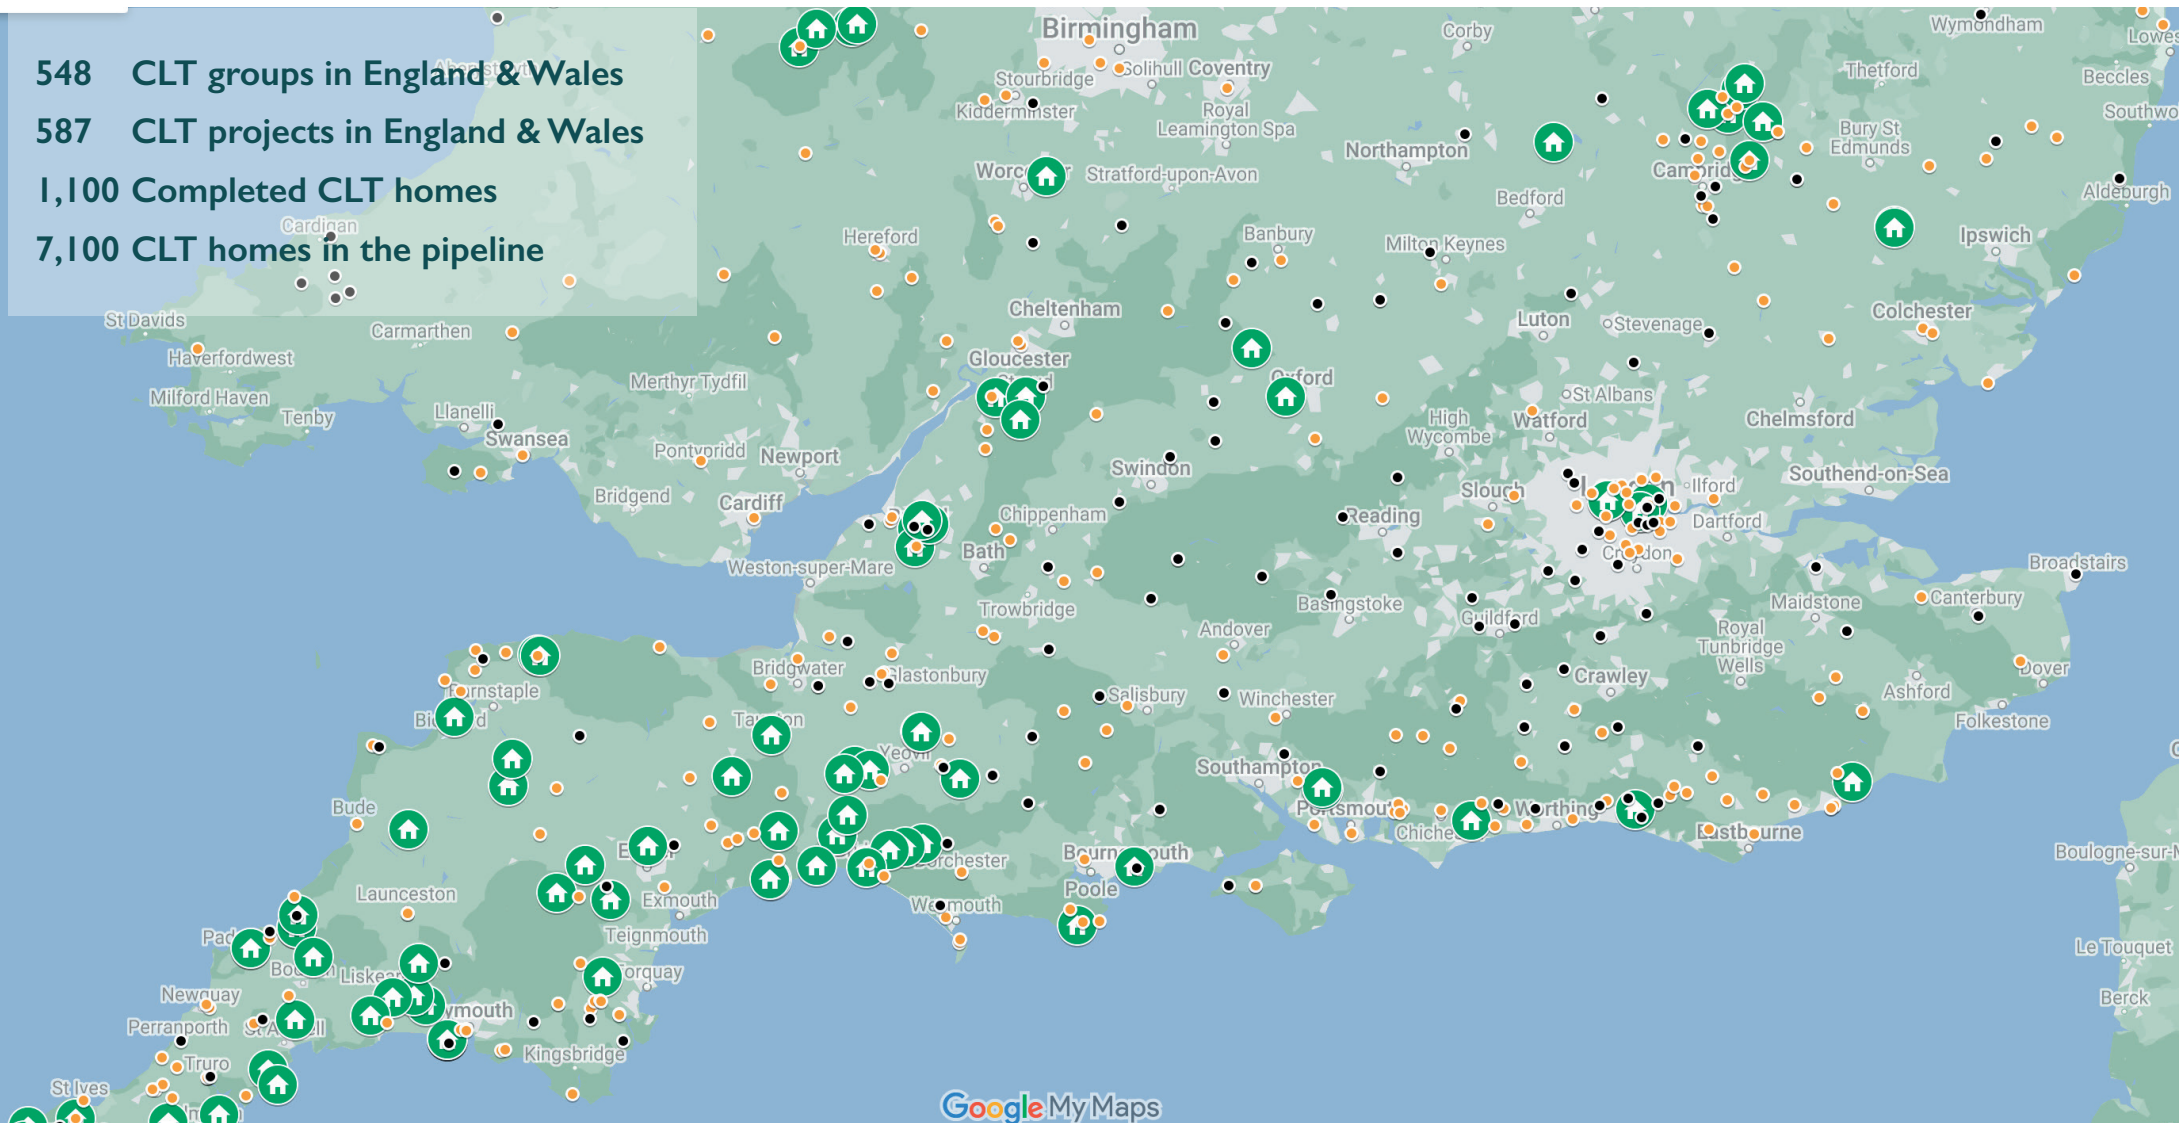 548 CLT groups in England & Wales
587 CLT projects in England & Wales
1,100 Completed CLT homes
7,100 CLT homes in the pipeline
Birmingham
Corby
Wymondham
Stourbridge
Solihull
Coventry
Thetford
Beccles
Kidderminster
Royal
Leamington Spa
Northampton
Bury St
Edmunds
Stratford-upon-Avon
Bedford
Aldeburgh
Cardigan
Hereford
Banbury
Milton Keynes
Ipswich
St Davids
Carmarthen
Cheltenham
Luton
Stevenage
Colchester
Haverfordwest
Gloucester
Milford Haven
Merthyr Tydfil
St Albans
Tenby
Llanelli
High
Wycombe
Watford
Chelmsford
Swansea
Pontypridd
Newport
Swindon
Southend-on-Sea
Bridgend
Cardiff
Slough
Ilford
Chippenham
Reading
Dartford
Bath
Weston-super-Mare
Broadstairs
Trowbridge
Basingstoke
Guildford
Maidstone
Canterbury
Andover
Royal
Tunbridge
Wells
Bridgwater
Glastonbury
Crawley
Dover
Ashford
Salisbury
Winchester
Folkestone
Yeovil
Southampton
Bude
Worthing
Eastbourne
Boulogne-sur-M
Launceston
Exmouth
Poole
Teignmouth
Le Touquet
Newquay
Berck
Perranporth
Truro
Kingsbridge
St Ives
Google My Maps